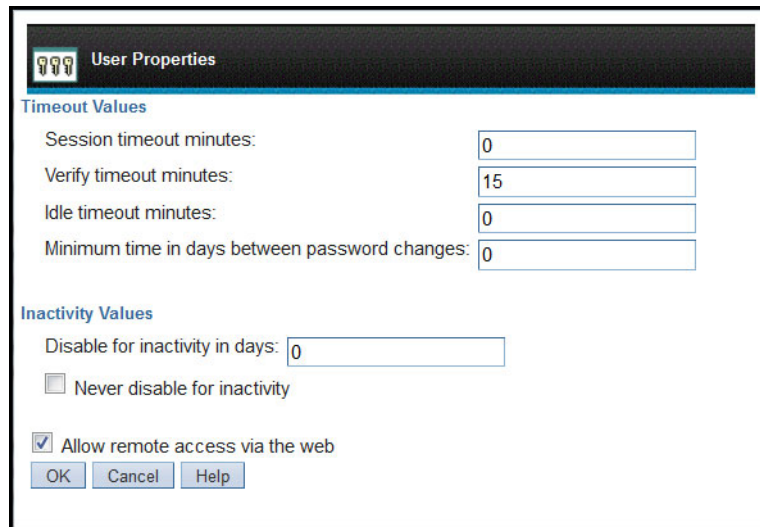 User Properties
Timeout Values
Session timeout minutes: 0
Verify timeout minutes: 15
Idle timeout minutes: 0
Minimum time in days between password changes: 0
Inactivity Values
Disable for inactivity in days: 0
Never disable for inactivity
Allow remote access via the web
OK Cancel Help